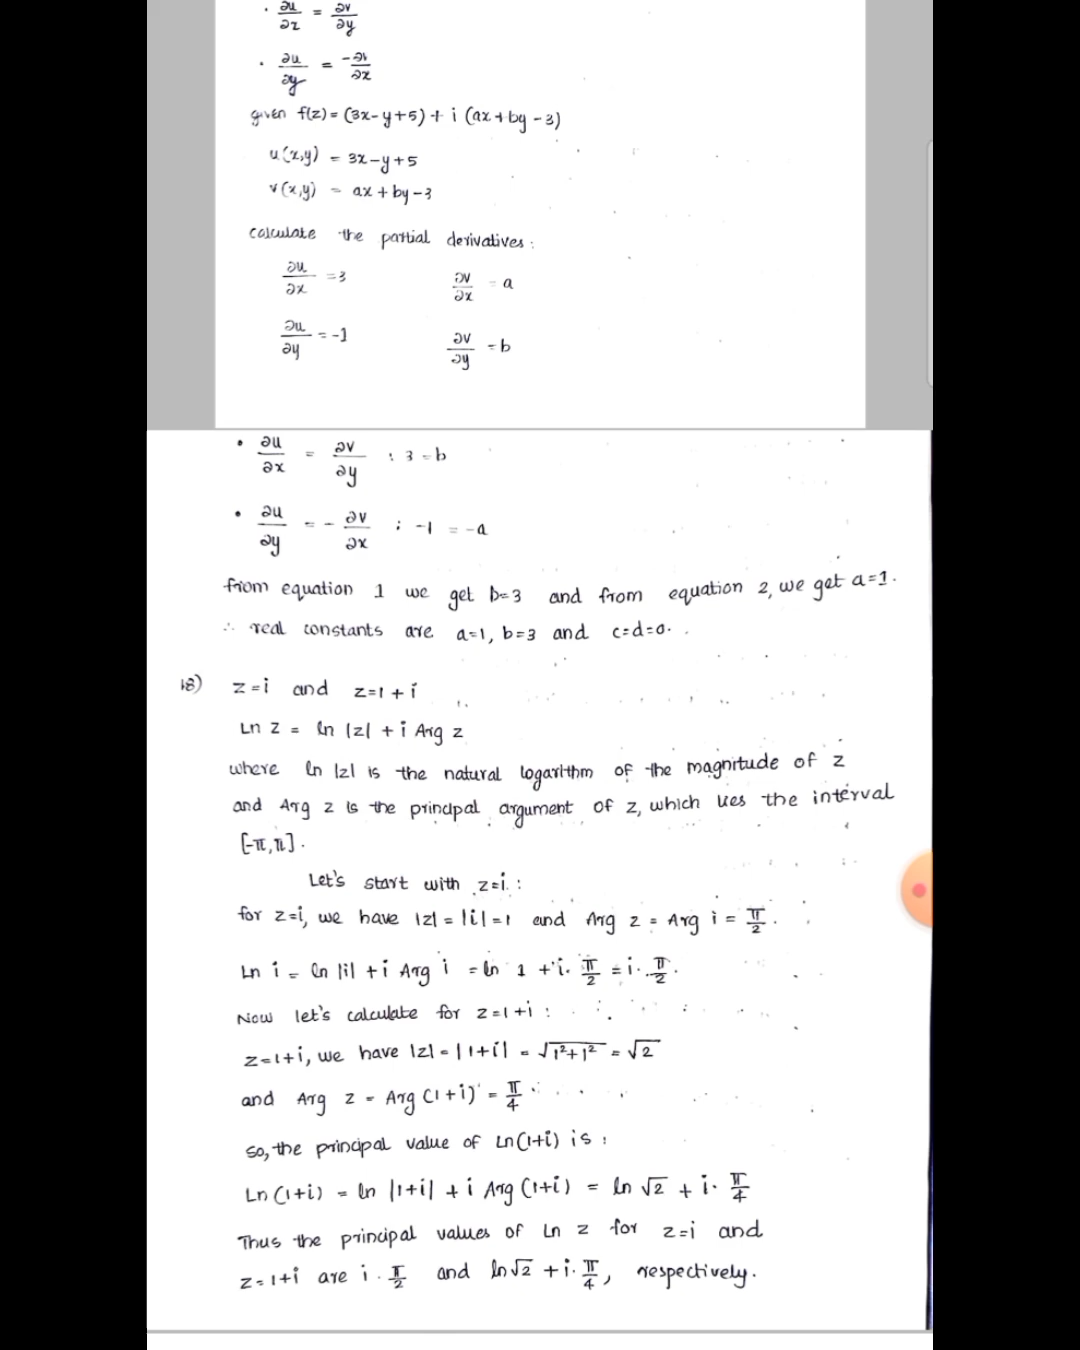 · ∂u/∂z = ∂v/∂y
· ∂u/∂y = -∂v/∂x
given f(z) = (3x-y+5) + i (ax+by-3)
u(x,y) = 3x-y+5
v(x,y) = ax+by-3
calculate the partial derivatives :
∂u/∂x = 3 ∂v/∂x = a
∂u/∂y = -1 ∂v/∂y = b
• ∂u/∂x = ∂v/∂y : 3 = b
• ∂u/∂y = - ∂v/∂x ; -1 = -a
from equation 1 we get b=3 and from equation 2, we get a=1.
∴ real constants are a=1, b=3 and c=d=0.
18) z=i and z=1+i
Ln z = ln |z| + i Arg z
where ln |z| is the natural logarithm of the magnitude of z
and Arg z is the principal argument of z, which lies the interval
[-π,π].
Let's start with z=i :
for z=i, we have |z| = |i| = 1 and Arg z = Arg i = π/2.
Ln i = ln |i| + i Arg i = ln 1 + i. π/2 = i. π/2.
Now let's calculate for z=1+i :
z=1+i, we have |z| = |1+i| = √1²+1² = √2
and Arg z = Arg (1+i) = π/4.
So, the principal value of Ln(1+i) is :
Ln (1+i) = ln |1+i| + i Arg (1+i) = ln √2 + i. π/4
Thus the principal values of Ln z for z=i and
z=1+i are i. π/2 and ln√2 + i. π/4, respectively.